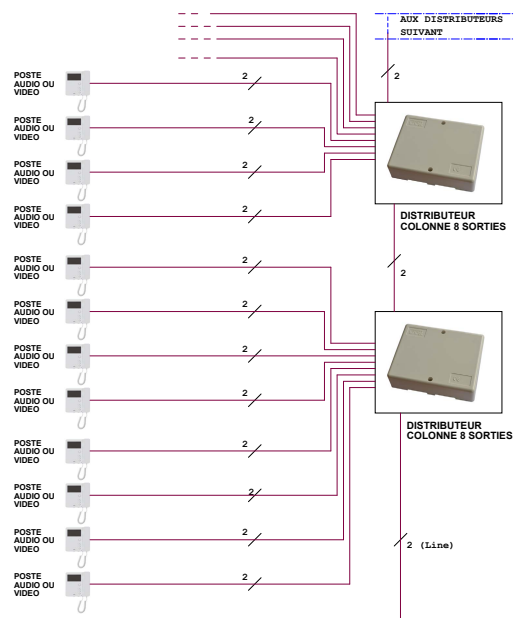 AUX DISTRIBUTEURS
SUIVANT
2
POSTE
AUDIO OU
VIDEO
2
POSTE
AUDIO OU
VIDEO
2
POSTE
AUDIO OU
VIDEO
2
POSTE
AUDIO OU
VIDEO
2
DISTRIBUTEUR
COLONNE 8 SORTIES
POSTE
AUDIO OU
VIDEO
2
2
POSTE
AUDIO OU
VIDEO
2
POSTE
AUDIO OU
VIDEO
2
POSTE
AUDIO OU
VIDEO
2
DISTRIBUTEUR
COLONNE 8 SORTIES
POSTE
AUDIO OU
VIDEO
2
POSTE
AUDIO OU
VIDEO
2
POSTE
AUDIO OU
VIDEO
2
2 (Line)
POSTE
AUDIO OU
VIDEO
2